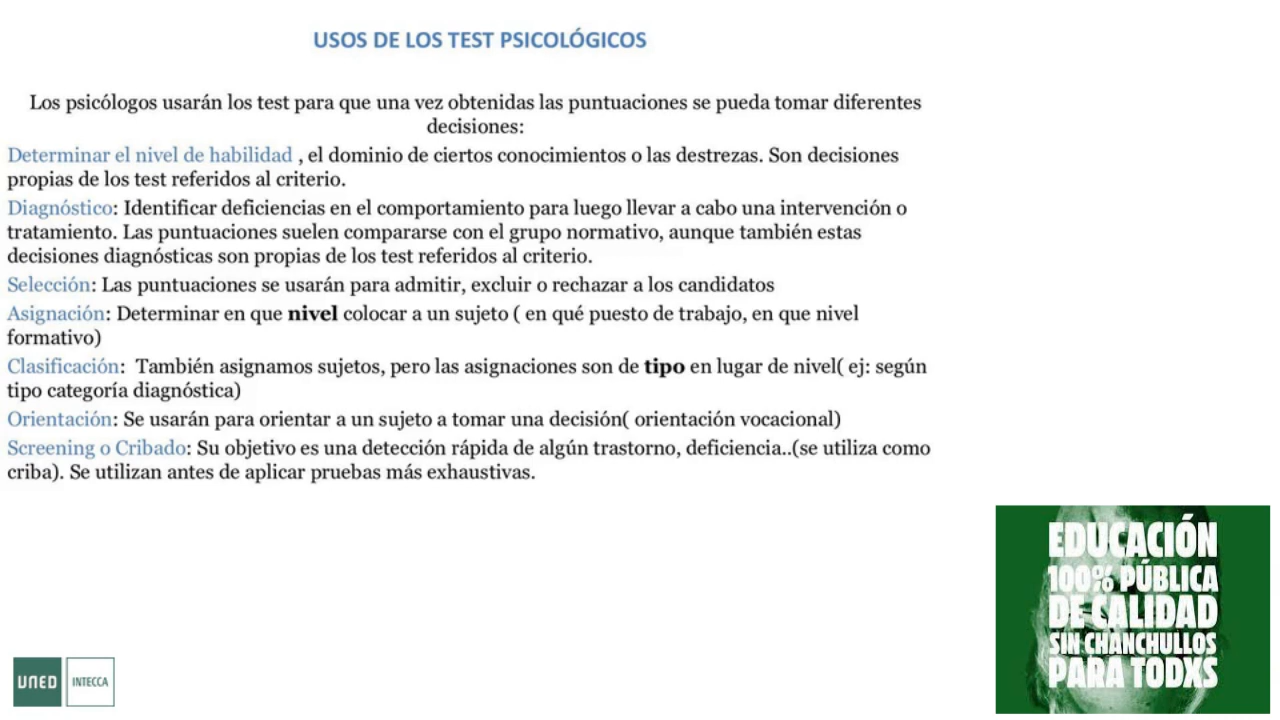 USOS DE LOS TEST PSICOLÓGICOS
Los psicólogos usarán los test para que una vez obtenidas las puntuaciones se pueda tomar diferentes
decisiones:
Determinar el nivel de habilidad , el dominio de ciertos conocimientos o las destrezas. Son decisiones
propias de los test referidos al criterio.
Diagnóstico: Identificar deficiencias en el comportamiento para luego llevar a cabo una intervención o
tratamiento. Las puntuaciones suelen compararse con el grupo normativo, aunque también estas
decisiones diagnósticas son propias de los test referidos al criterio.
Selección: Las puntuaciones se usarán para admitir, excluir o rechazar a los candidatos
Asignación: Determinar en que nivel colocar a un sujeto ( en qué puesto de trabajo, en que nivel
formativo)
Clasificación:  También asignamos sujetos, pero las asignaciones son de tipo en lugar de nivel( ej: según
tipo categoría diagnóstica)
Orientación: Se usarán para orientar a un sujeto a tomar una decisión( orientación vocacional)
Screening o Cribado: Su objetivo es una detección rápida de algún trastorno, deficiencia..(se utiliza como
criba). Se utilizan antes de aplicar pruebas más exhaustivas.
EDUCACIÓN
100% PÚBLICA
DE CALIDAD
SIN CHANCHULLOS
PARA TODXS
UNED INTECCA